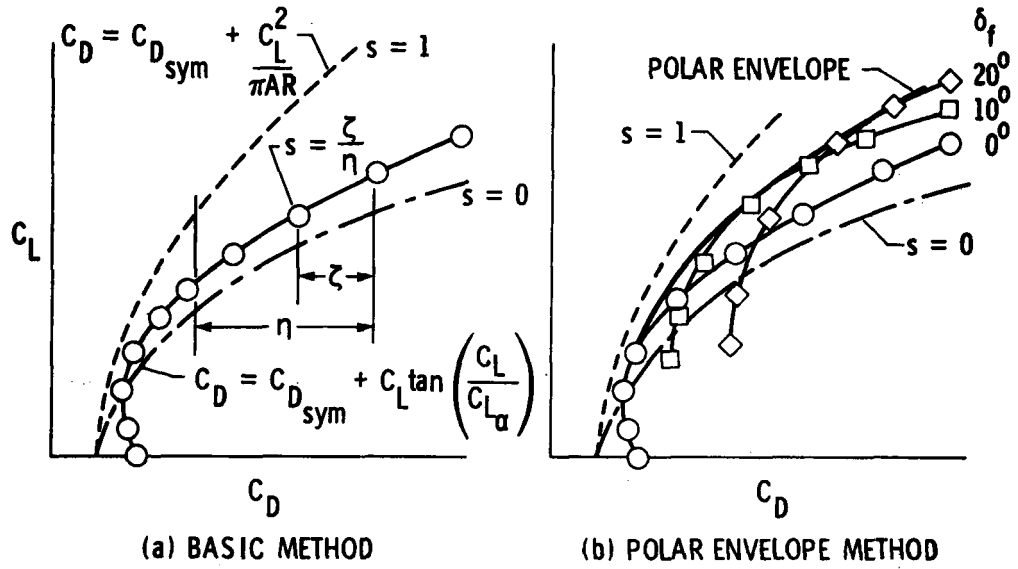 C_D = C_D_sym + C_L^2/πAR
s = 1
s = ζ/η
s = 0
C_L
ζ
η
C_D = C_D_sym + C_L tan (C_L/C_L_α)
C_D
(a) BASIC METHOD
δ_f
POLAR ENVELOPE
20°
10°
0°
s = 1
s = 0
C_D
(b) POLAR ENVELOPE METHOD